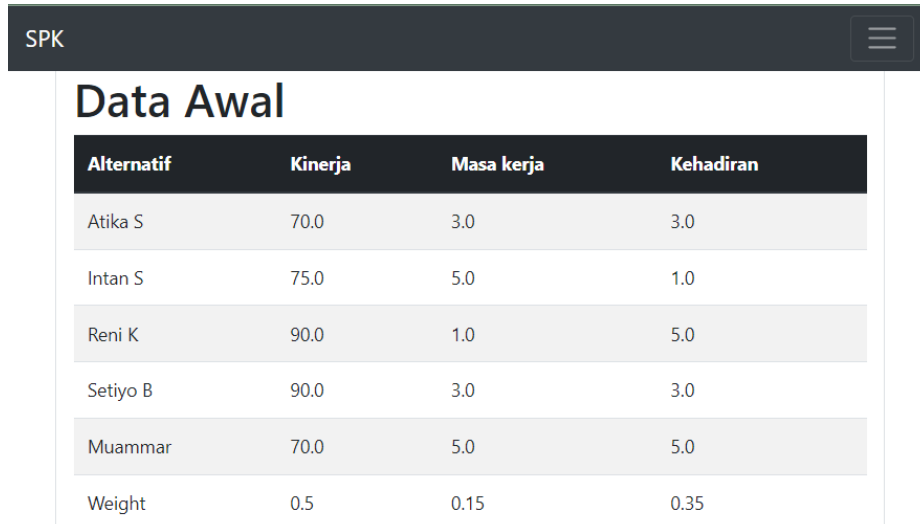 SPK
Data Awal
Alternatif Kinerja Masa kerja Kehadiran
Atika S 70.0 3.0 3.0
Intan S 75.0 5.0 1.0
Reni K 90.0 1.0 5.0
Setiyo B 90.0 3.0 3.0
Muammar 70.0 5.0 5.0
Weight 0.5 0.15 0.35